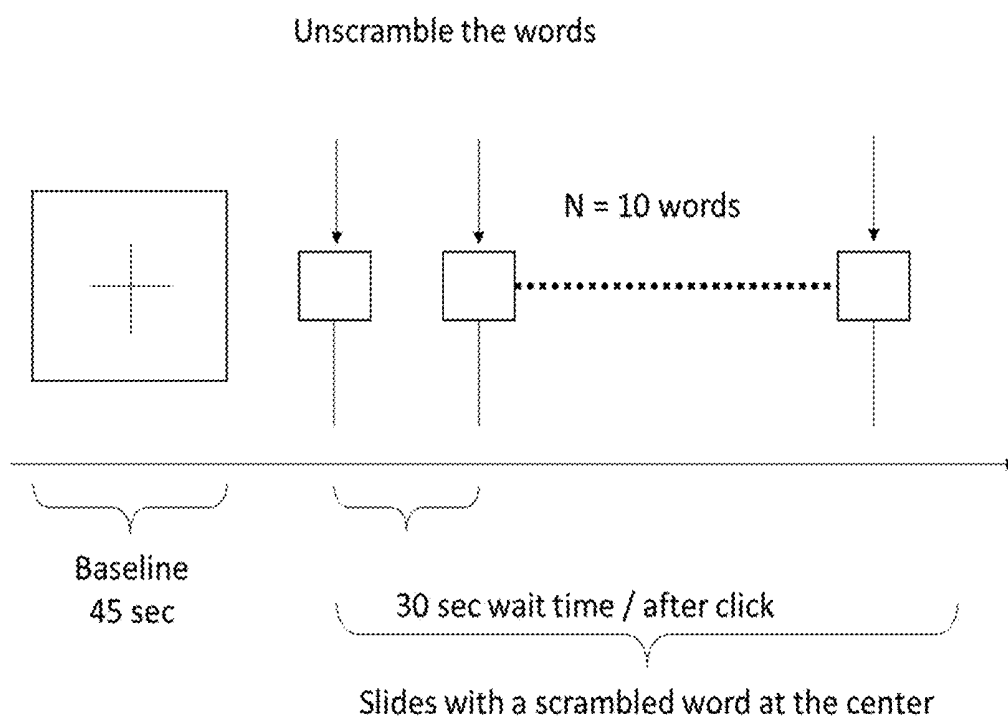 Unscramble the words
N = 10 words
Baseline
45 sec
30 sec wait time / after click
Slides with a scrambled word at the center